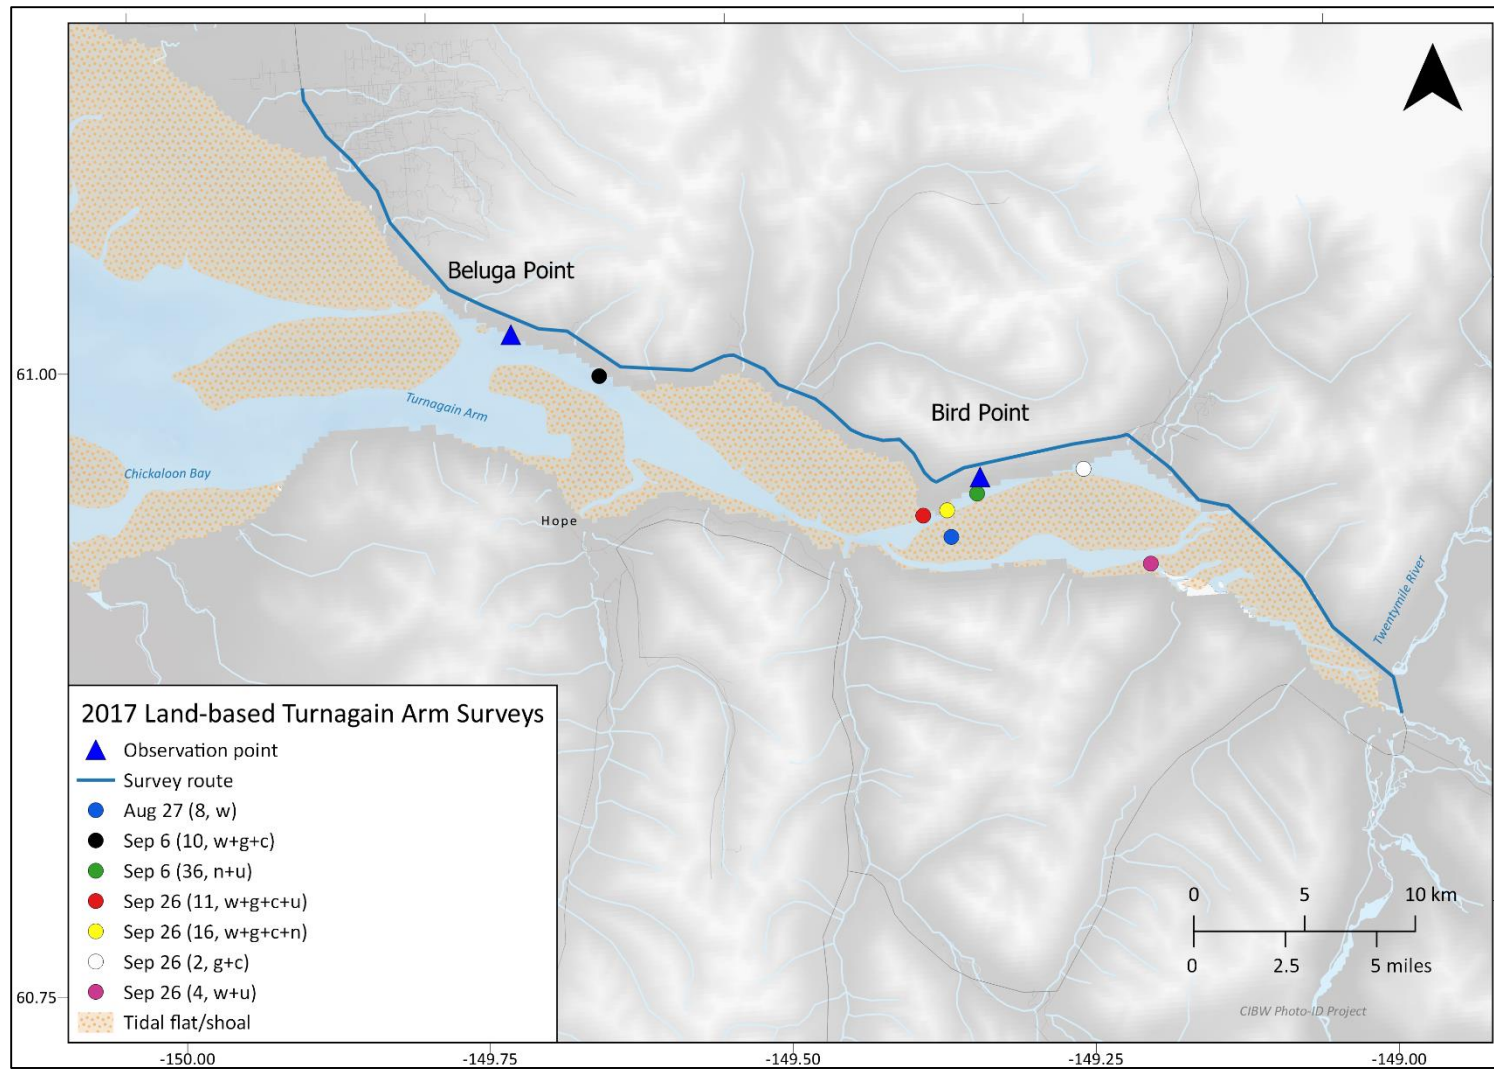 Beluga Point
61.00
Turnagain Arm
Bird Point
Chickaloon Bay
Hope
Twentymile River
2017 Land-based Turnagain Arm Surveys
Observation point
Survey route
Aug 27 (8, w)
Sep 6 (10, w+g+c)
Sep 6 (36, n+u)
Sep 26 (11, w+g+c+u)
Sep 26 (16, w+g+c+n)
Sep 26 (2, g+c)
Sep 26 (4, w+u)
Tidal flat/shoal
0 5 10 km
0 2.5 5 miles
60.75
CIBW Photo-ID Project
-150.00 -149.75 -149.50 -149.25 -149.00